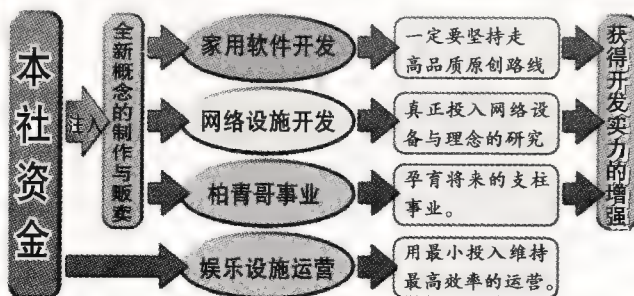 本社资金
注入
全新概念的制作与贩卖
家用软件开发
一定要坚持走
高品质原创路线
网络设施开发
真正投入网络设
备与理念的研究
柏青哥事业
孕育将来的支柱
事业。
娱乐设施运营
用最小投入维持
最高效率的运营。
获得开发实力的增强